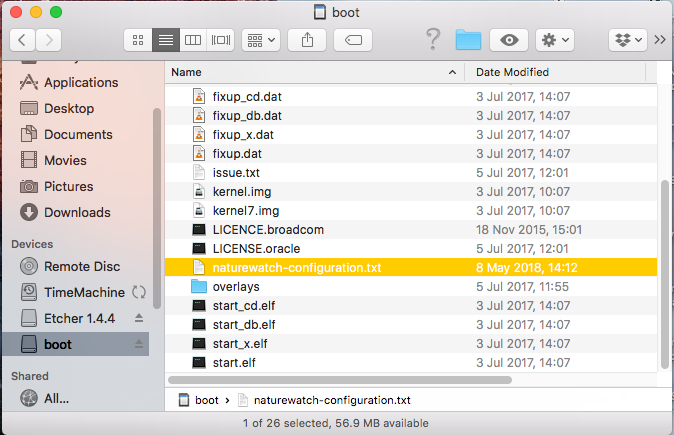 boot
Name
Date Modified
Applications
Desktop
Documents
Movies
Pictures
Downloads
Devices
Remote Disc
TimeMachine
Etcher 1.4.4
boot
Shared
All...
fixup_cd.dat 3 Jul 2017, 14:07
fixup_db.dat 3 Jul 2017, 14:07
fixup_x.dat 3 Jul 2017, 14:07
fixup.dat 3 Jul 2017, 14:07
issue.txt 5 Jul 2017, 12:01
kernel.img 3 Jul 2017, 10:07
kernel7.img 3 Jul 2017, 10:07
LICENCE.broadcom 18 Nov 2015, 15:01
LICENSE.oracle 5 Jul 2017, 12:01
naturewatch-configuration.txt 8 May 2018, 14:12
overlays 5 Jul 2017, 11:55
start_cd.elf 3 Jul 2017, 14:07
start_db.elf 3 Jul 2017, 14:07
start_x.elf 3 Jul 2017, 14:07
start.elf 3 Jul 2017, 14:07
boot › naturewatch-configuration.txt
1 of 26 selected, 56.9 MB available